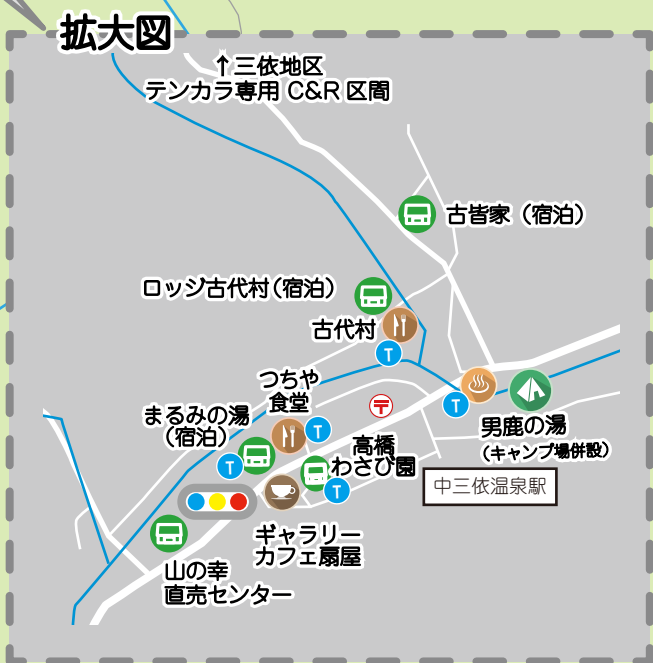 拡大図
↑三依地区
テンカラ専用 C&R 区間
古皆家（宿泊）
ロッジ古代村（宿泊）
古代村
T
つちや
食堂
まるみの湯
（宿泊）
T
T
T
〒
男鹿の湯
（キャンプ場併設）
高橋
わさび園
T
中三依温泉駅
ギャラリー
カフェ扇屋
山の幸
直売センター